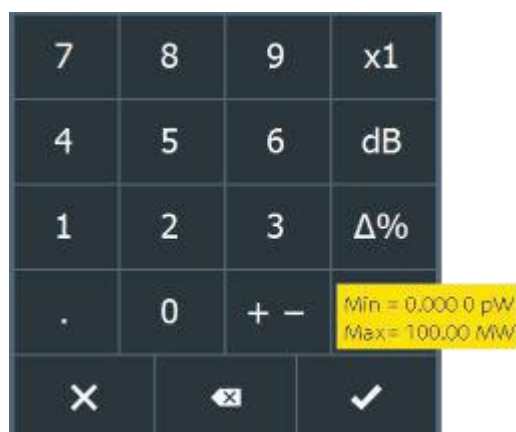 7 8 9 x1
4 5 6 dB
1 2 3 Δ%
. 0 + −
Min = 0.000 0 pW
Max= 100.00 MW